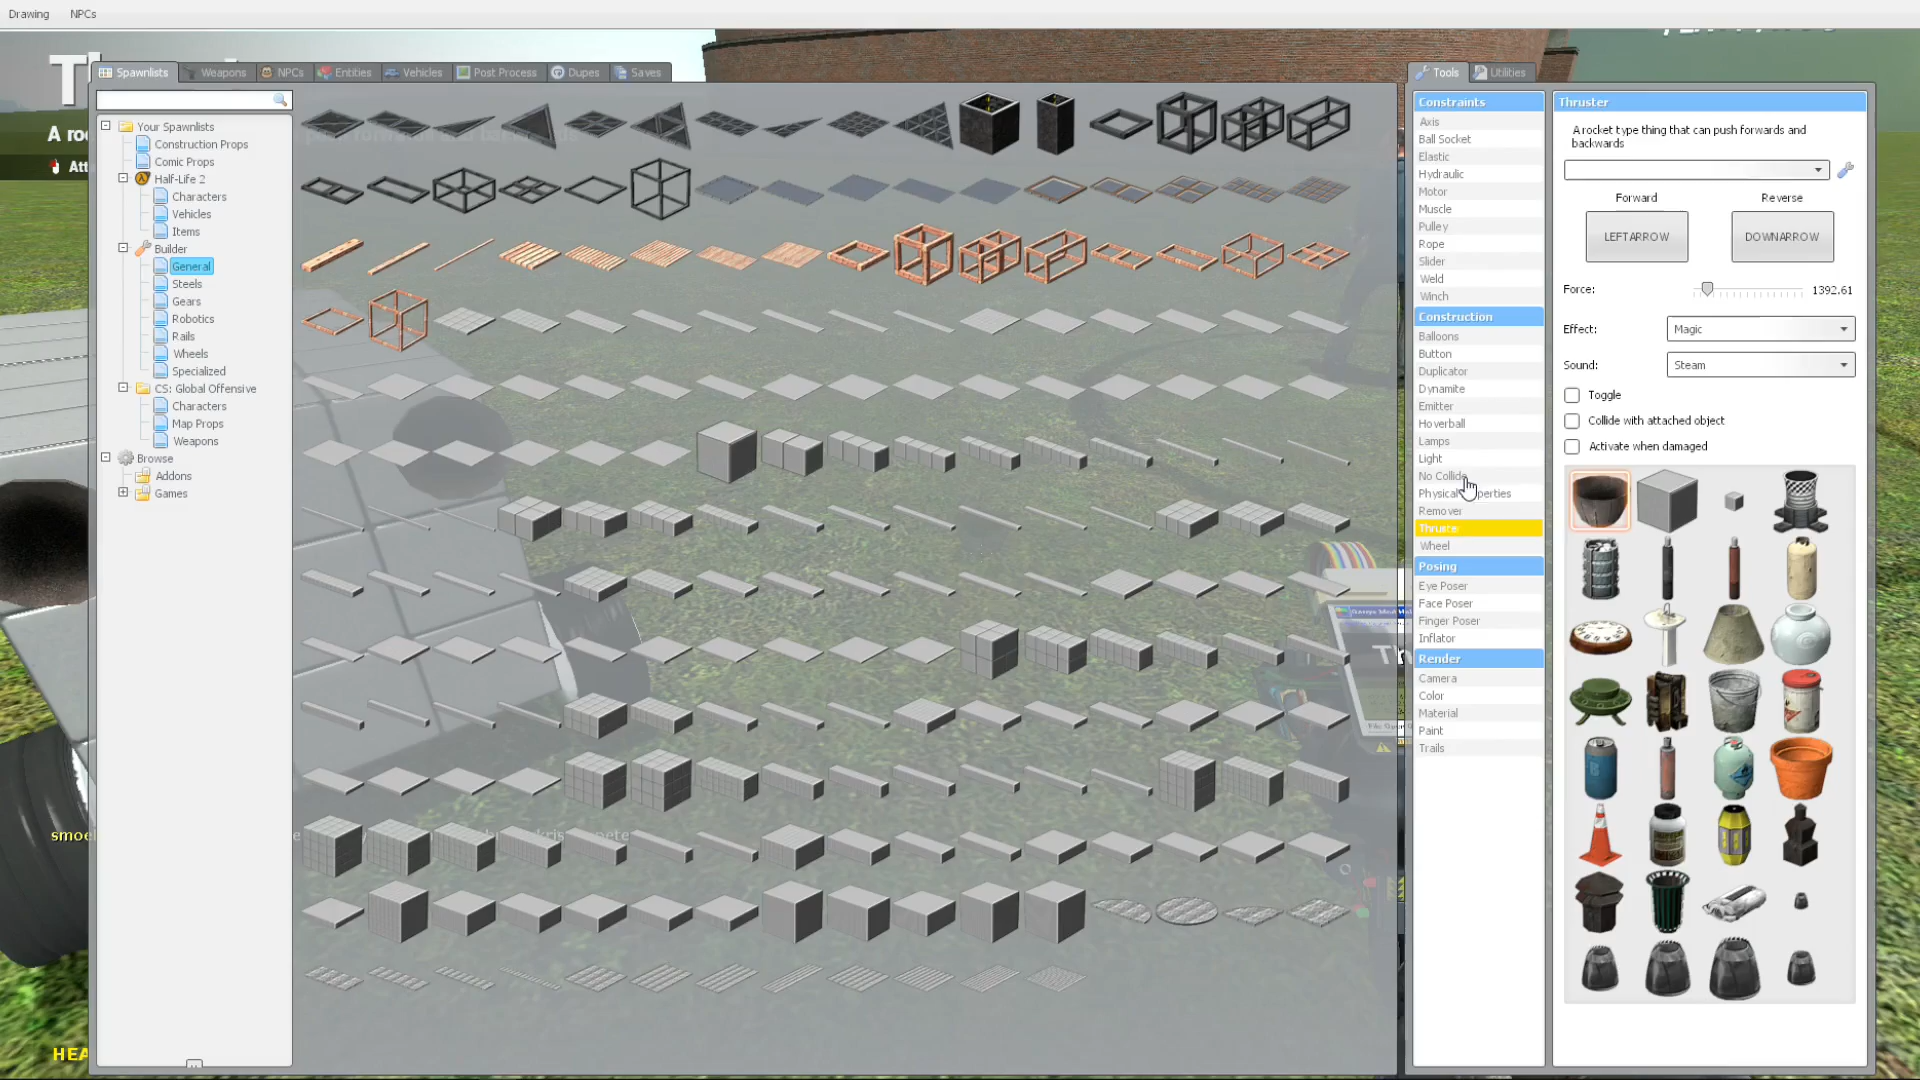 Drawing NPCs
Spawnlists Weapons NPCs Entities Vehicles Post Process Dupes Saves
Your Spawnlists
Construction Props
Comic Props
Half-Life 2
Characters
Vehicles
Items
Builder
General
Steels
Gears
Robotics
Rails
Wheels
Specialized
CS: Global Offensive
Characters
Map Props
Weapons
Browse
Addons
Games
Tools Utilities
Constraints
Axis
Ball Socket
Elastic
Hydraulic
Motor
Muscle
Pulley
Rope
Slider
Weld
Winch
Construction
Balloons
Button
Duplicator
Dynamite
Emitter
Hoverball
Lamps
Light
No Collide
Physical
Remover
Thruster
Wheel
Posing
Eye Poser
Face Poser
Finger Poser
Inflator
Render
Camera
Color
Material
Paint
Trails
Thruster
A rocket type thing that can push forwards and
backwards
Forward Reverse
LEFTARROW DOWNARROW
Force: 1392.61
Effect: Magic
Sound: Steam
Toggle
Collide with attached object
Activate when damaged